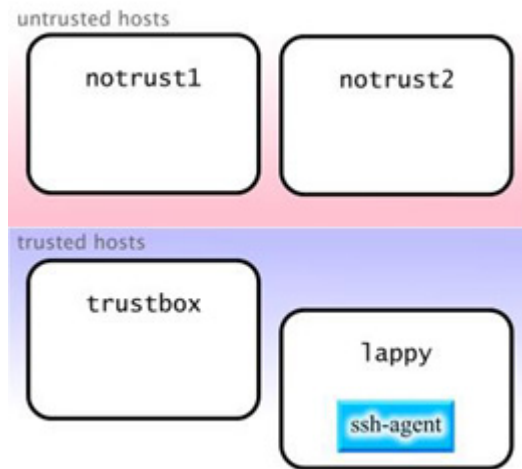 untrusted hosts
notrust1
notrust2
trusted hosts
trustbox
lappy
ssh-agent